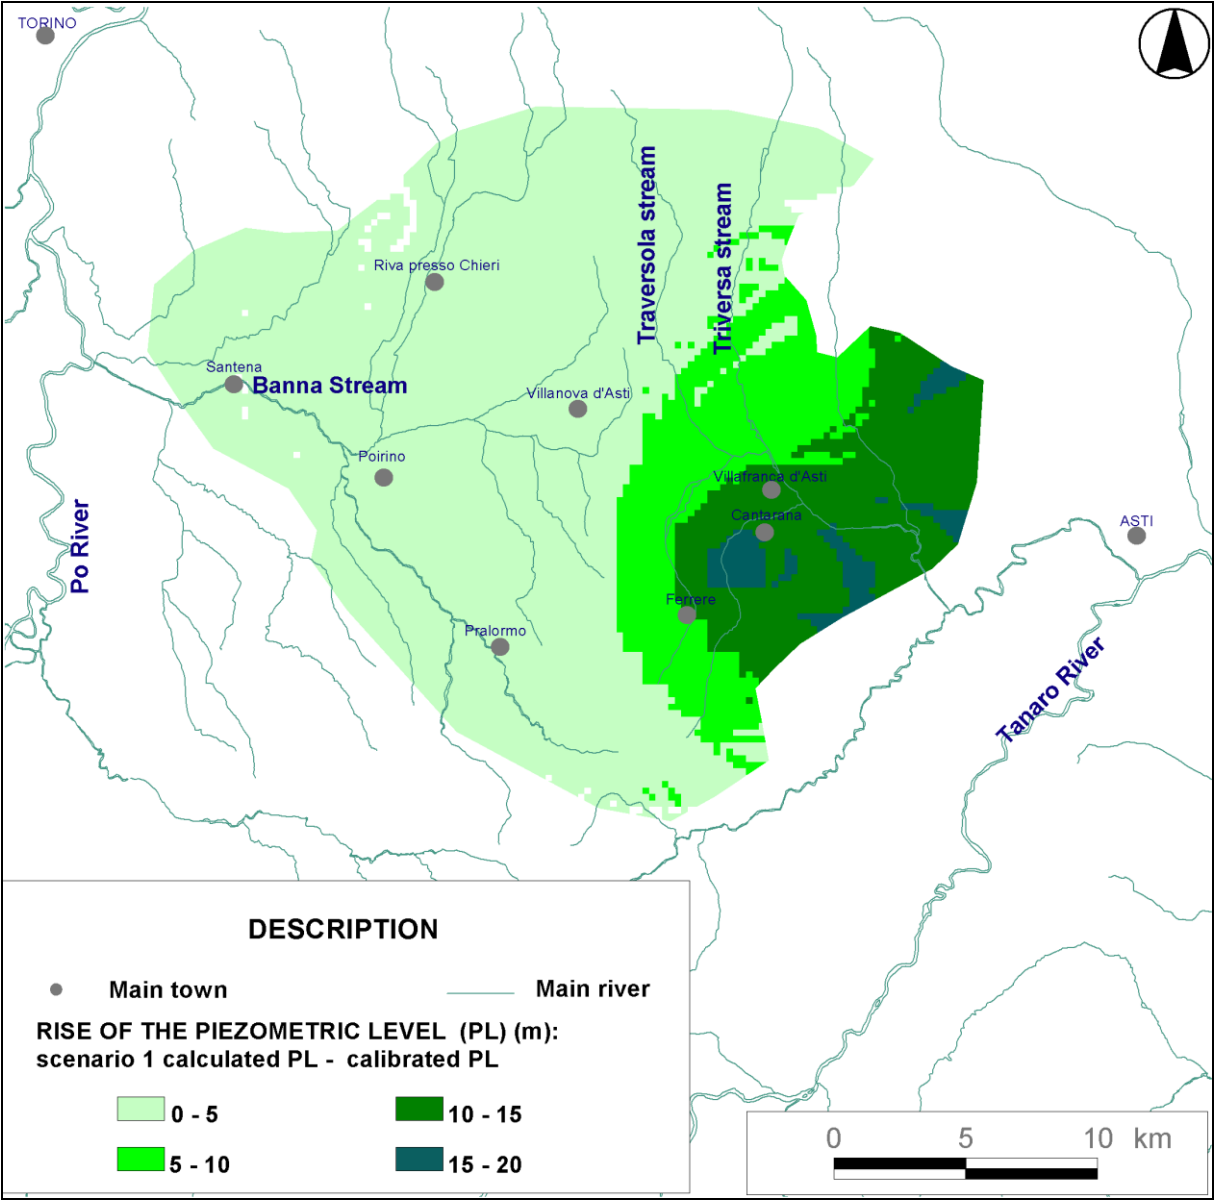 TORINO
Traversola stream
Triversa stream
Riva presso Chieri
Santena
Banna Stream
Villanova d'Asti
Poirino
Villafranca d'Asti
Cantarana
ASTI
Po River
Ferrere
Pralormo
Tanaro River
DESCRIPTION
Main town
Main river
RISE OF THE PIEZOMETRIC LEVEL (PL) (m):
scenario 1 calculated PL - calibrated PL
0 - 5
10 - 15
5 - 10
15 - 20
0 5 10 km